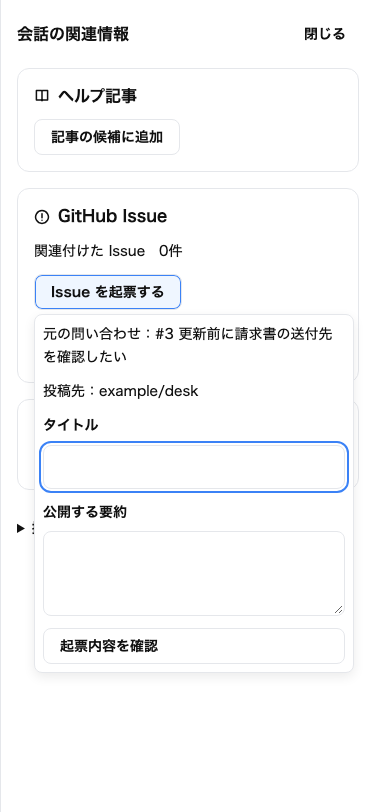 会話の関連情報
閉じる
ヘルプ記事
記事の候補に追加
GitHub Issue
関連付けた Issue 0件
Issue を起票する
元の問い合わせ：#3 更新前に請求書の送付先
を確認したい
投稿先：example/desk
タイトル
公開する要約
起票内容を確認